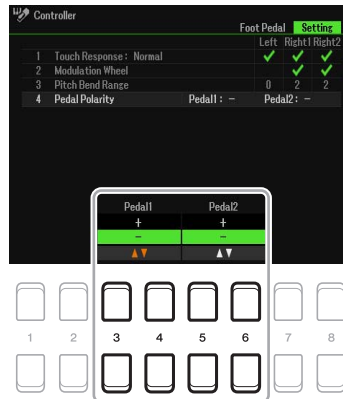 Controller
Foot Pedal Setting
Left Right1 Right2
1 Touch Response: Normal
2 Modulation Wheel
3 Pitch Bend Range 0 2 2
4 Pedal Polarity Pedal1: − Pedal2: −
Pedal1 Pedal2
+ +
− −
1 2 3 4 5 6 7 8